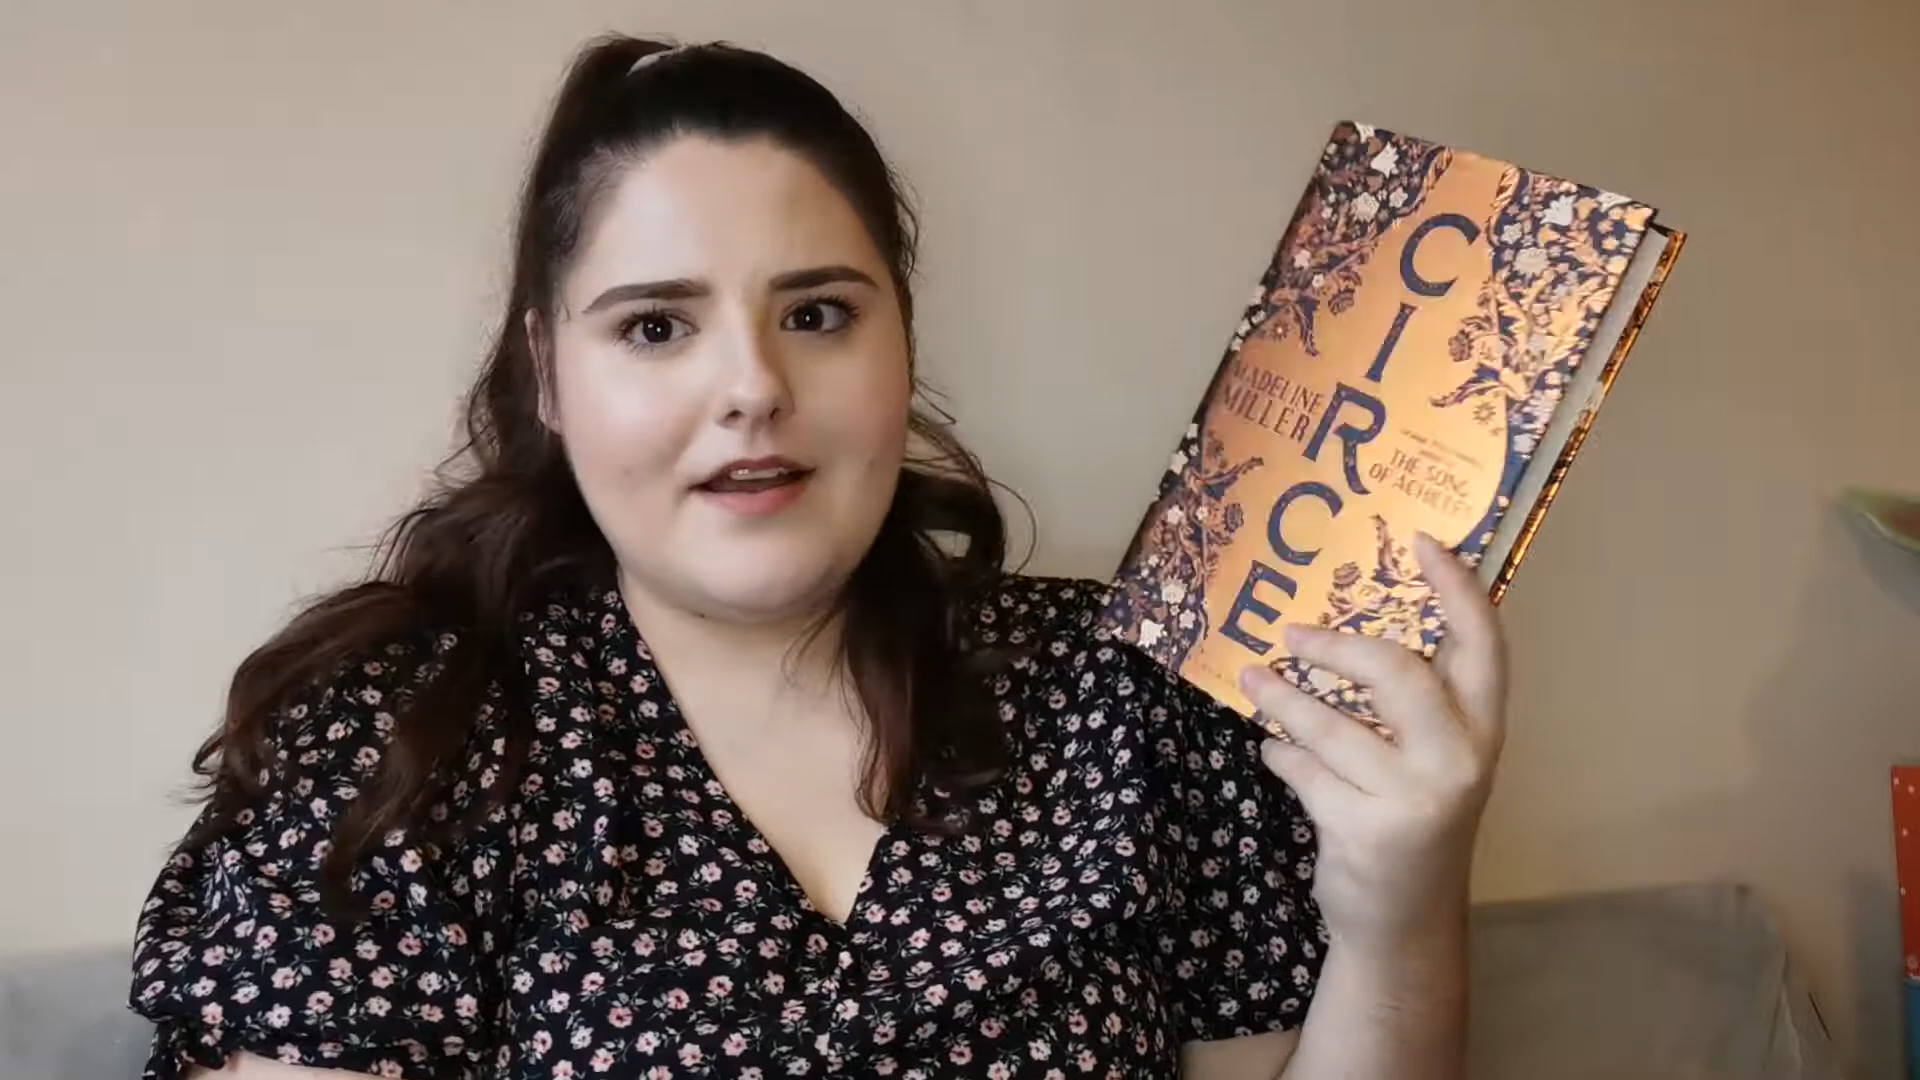 CIRCE
MADELINE
MILLER
THE SONG
OF ACHILLES